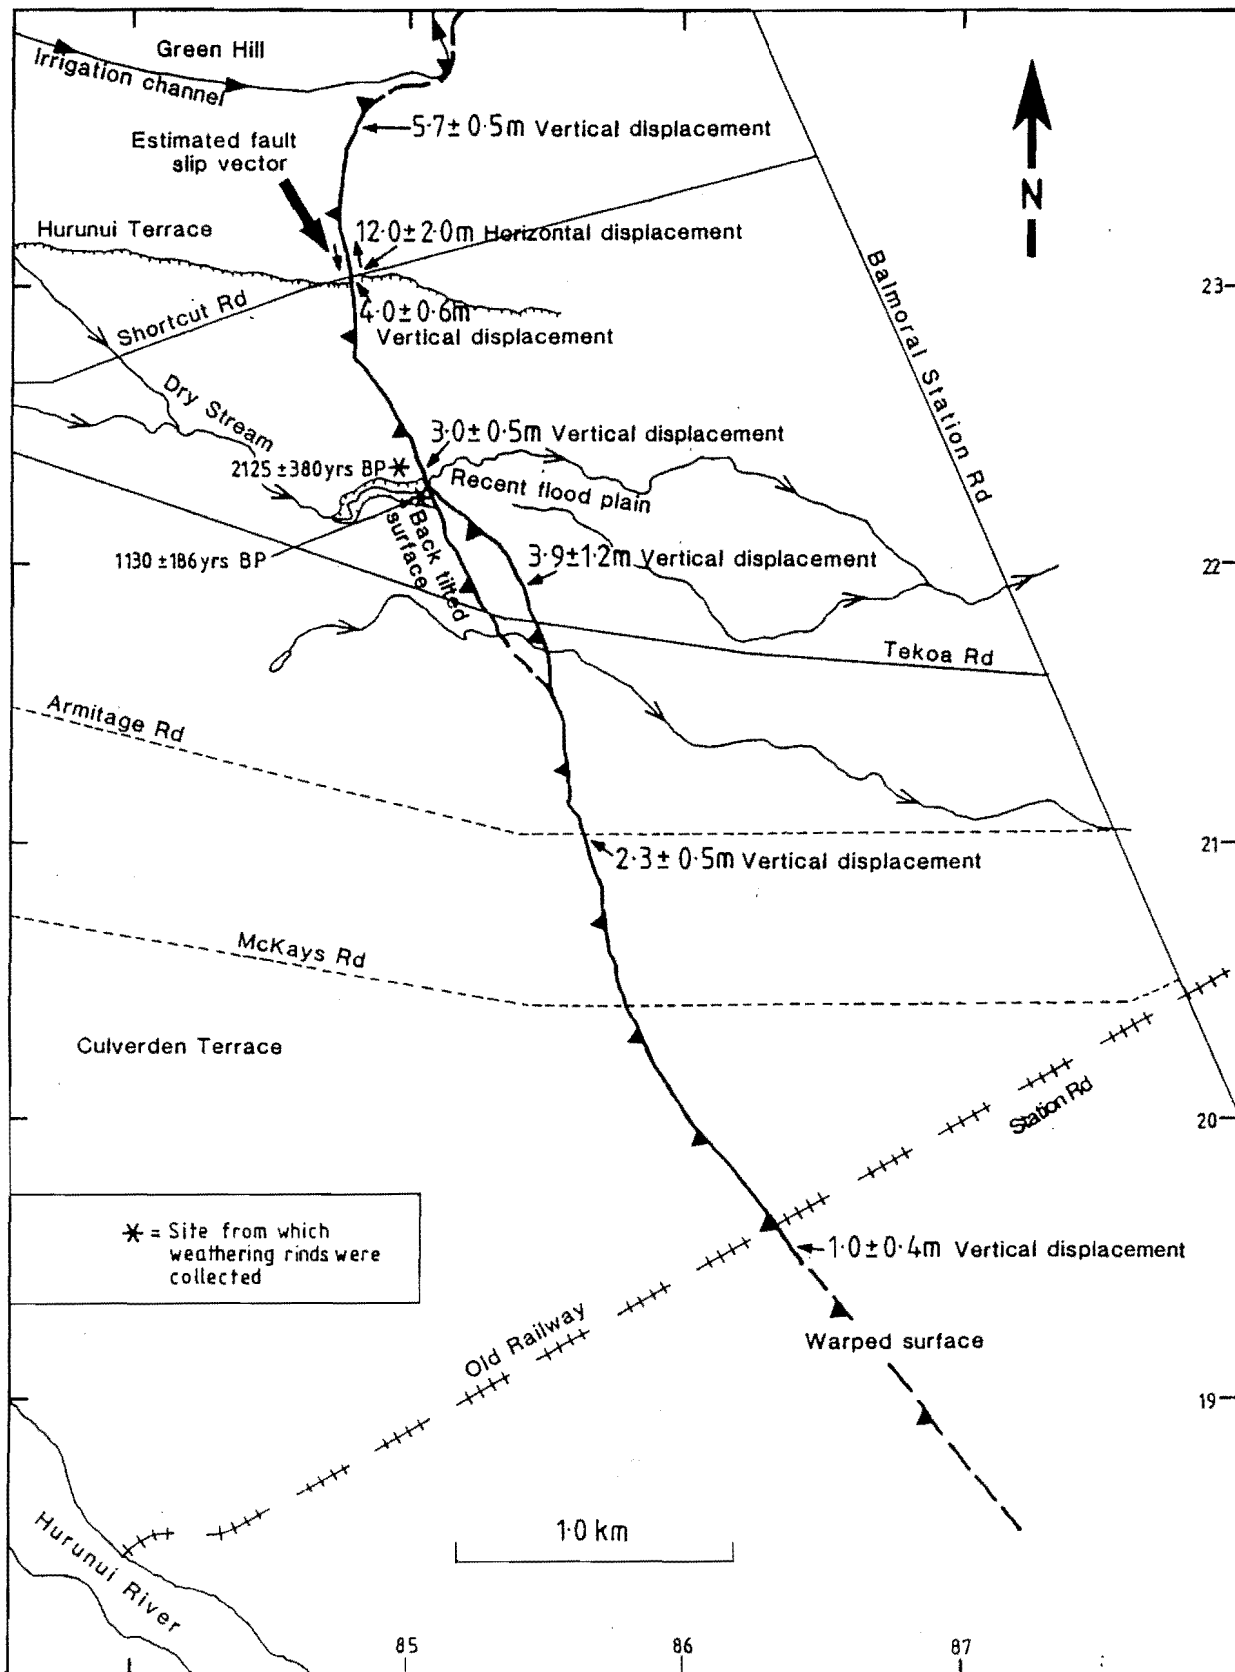 Green Hill
Irrigation channel
5.7± 0.5m Vertical displacement
Estimated fault
slip vector
N
Hurunui Terrace
12.0± 2.0m Horizontal displacement
Balmoral Station Rd
23
4.0± 0.6m
Vertical displacement
Shortcut Rd
Dry Stream
3.0± 0.5m Vertical displacement
2125 ±380 yrs BP *
Recent flood plain
Back tilted
surface
1130 ±186 yrs BP
3.9±1.2m Vertical displacement
22
Tekoa Rd
Armitage Rd
21
2.3± 0.5m Vertical displacement
McKays Rd
Culverden Terrace
20
Station Rd
* = Site from which
weathering rinds were
collected
1.0± 0.4m Vertical displacement
Old Railway
Warped surface
19
1.0 km
Hurunui River
85
86
87